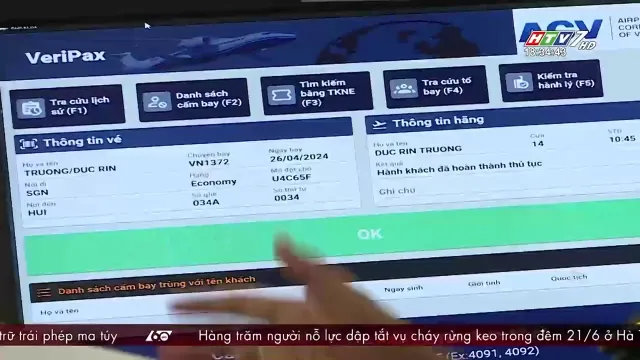 VeriPax
ACV
HTV7 HD
18:34:43
Tra cứu lịch sử (F1)
Danh sách cấm bay (F2)
Tìm kiếm bằng TKNE (F3)
Tra cứu tổ bay (F4)
Kiểm tra hành lý (F5)
Thông tin vé
Họ và tên
Chuyến bay
Ngày bay
TRUONG/DUC RIN
VN1372
26/04/2024
Nơi đi
Hạng
Mã đặt chỗ
SGN
Economy
U4C65F
Nơi đến
Số ghế
Số thứ tự
HUI
034A
0034
Thông tin hãng
Họ và tên
Cửa
STD
DUC RIN TRUONG
14
10:45
Kết quả
Hành khách đã hoàn thành thủ tục
Ghi chú
OK
Danh sách cấm bay trùng với tên khách
Họ và tên
Ngày sinh
Giới tính
Quốc tịch
trữ trái phép ma túy
60
Hàng trăm người nỗ lực dập tắt vụ cháy rừng keo trong đêm 21/6 ở Hà
(Ex:4091, 4092)